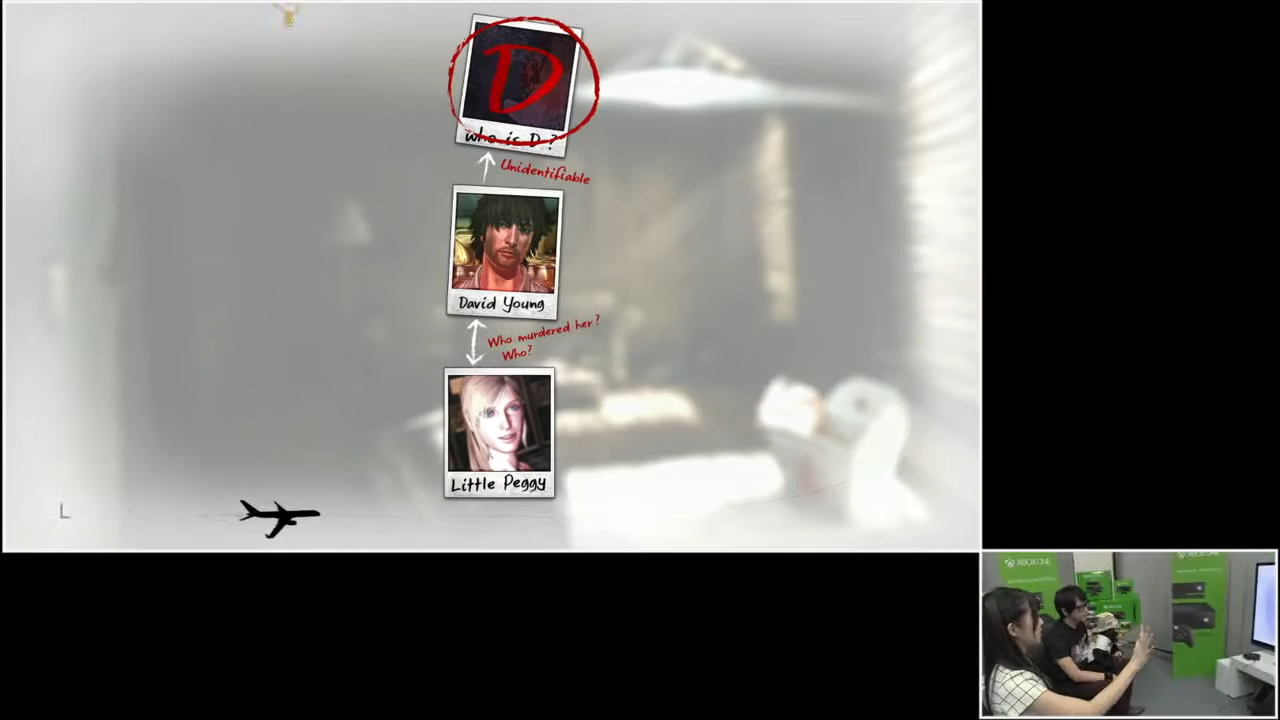 D
who is D ?
Unidentifiable
David Young
Who murdered her?
Who?
Little Peggy
L
XBOX ONE